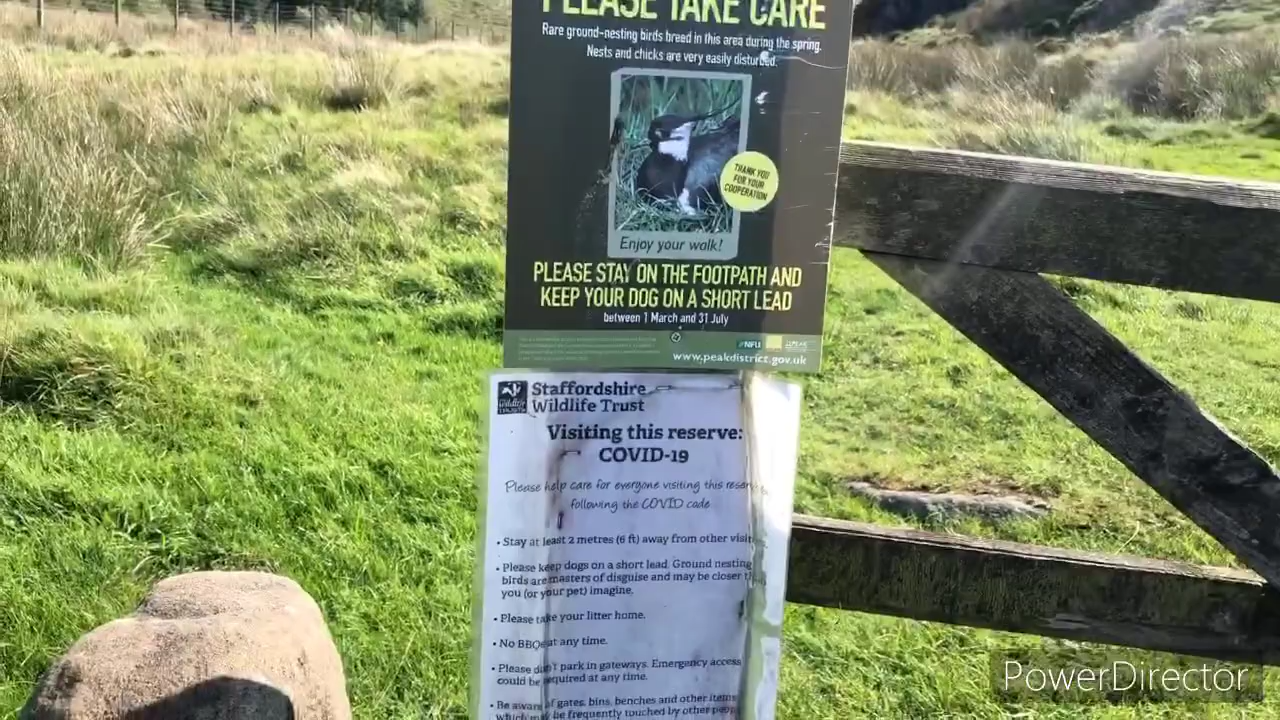 PLEASE TAKE CARE
Rare ground-nesting birds breed in this area during the spring.
Nests and chicks are very easily disturbed.
THANK YOU
FOR YOUR
COOPERATION
Enjoy your walk!
PLEASE STAY ON THE FOOTPATH AND
KEEP YOUR DOG ON A SHORT LEAD
between 1 March and 31 July
NFU
www.peakdistrict.gov.uk
Staffordshire
Wildlife Trust
Visiting this reserve:
COVID-19
Please help care for everyone visiting this
following the COVID code
• Stay at least 2 metres (6 ft) away from other
• Please keep dogs on a short lead. Ground nesting
birds are masters of disguise and may be closer
you (or your pet) imagine.
• Please take your litter home.
• No BBQ at any time.
• Please don't park in gateways. Emergency access
could be required at any time.
• Be aware of gates, bins, benches and other items
which may be frequently touched by other
PowerDirector